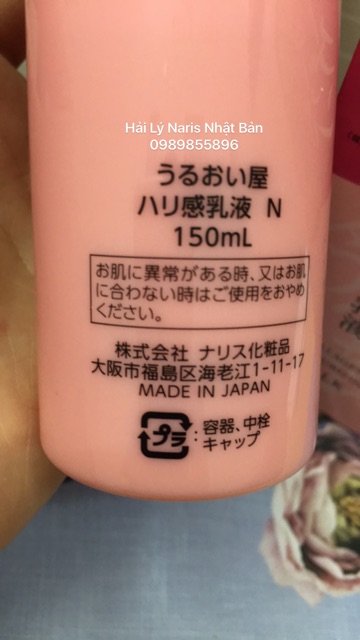 Hải Lý Naris Nhật Bản
0989855896
うるおい屋
ハリ感乳液 N
150mL
お肌に異常がある時、又はお肌
に合わない時はご使用をおやめ
ください。
株式会社 ナリス化粧品
大阪市福島区海老江1-11-17
MADE IN JAPAN
プラ : 容器、中栓
キャップ